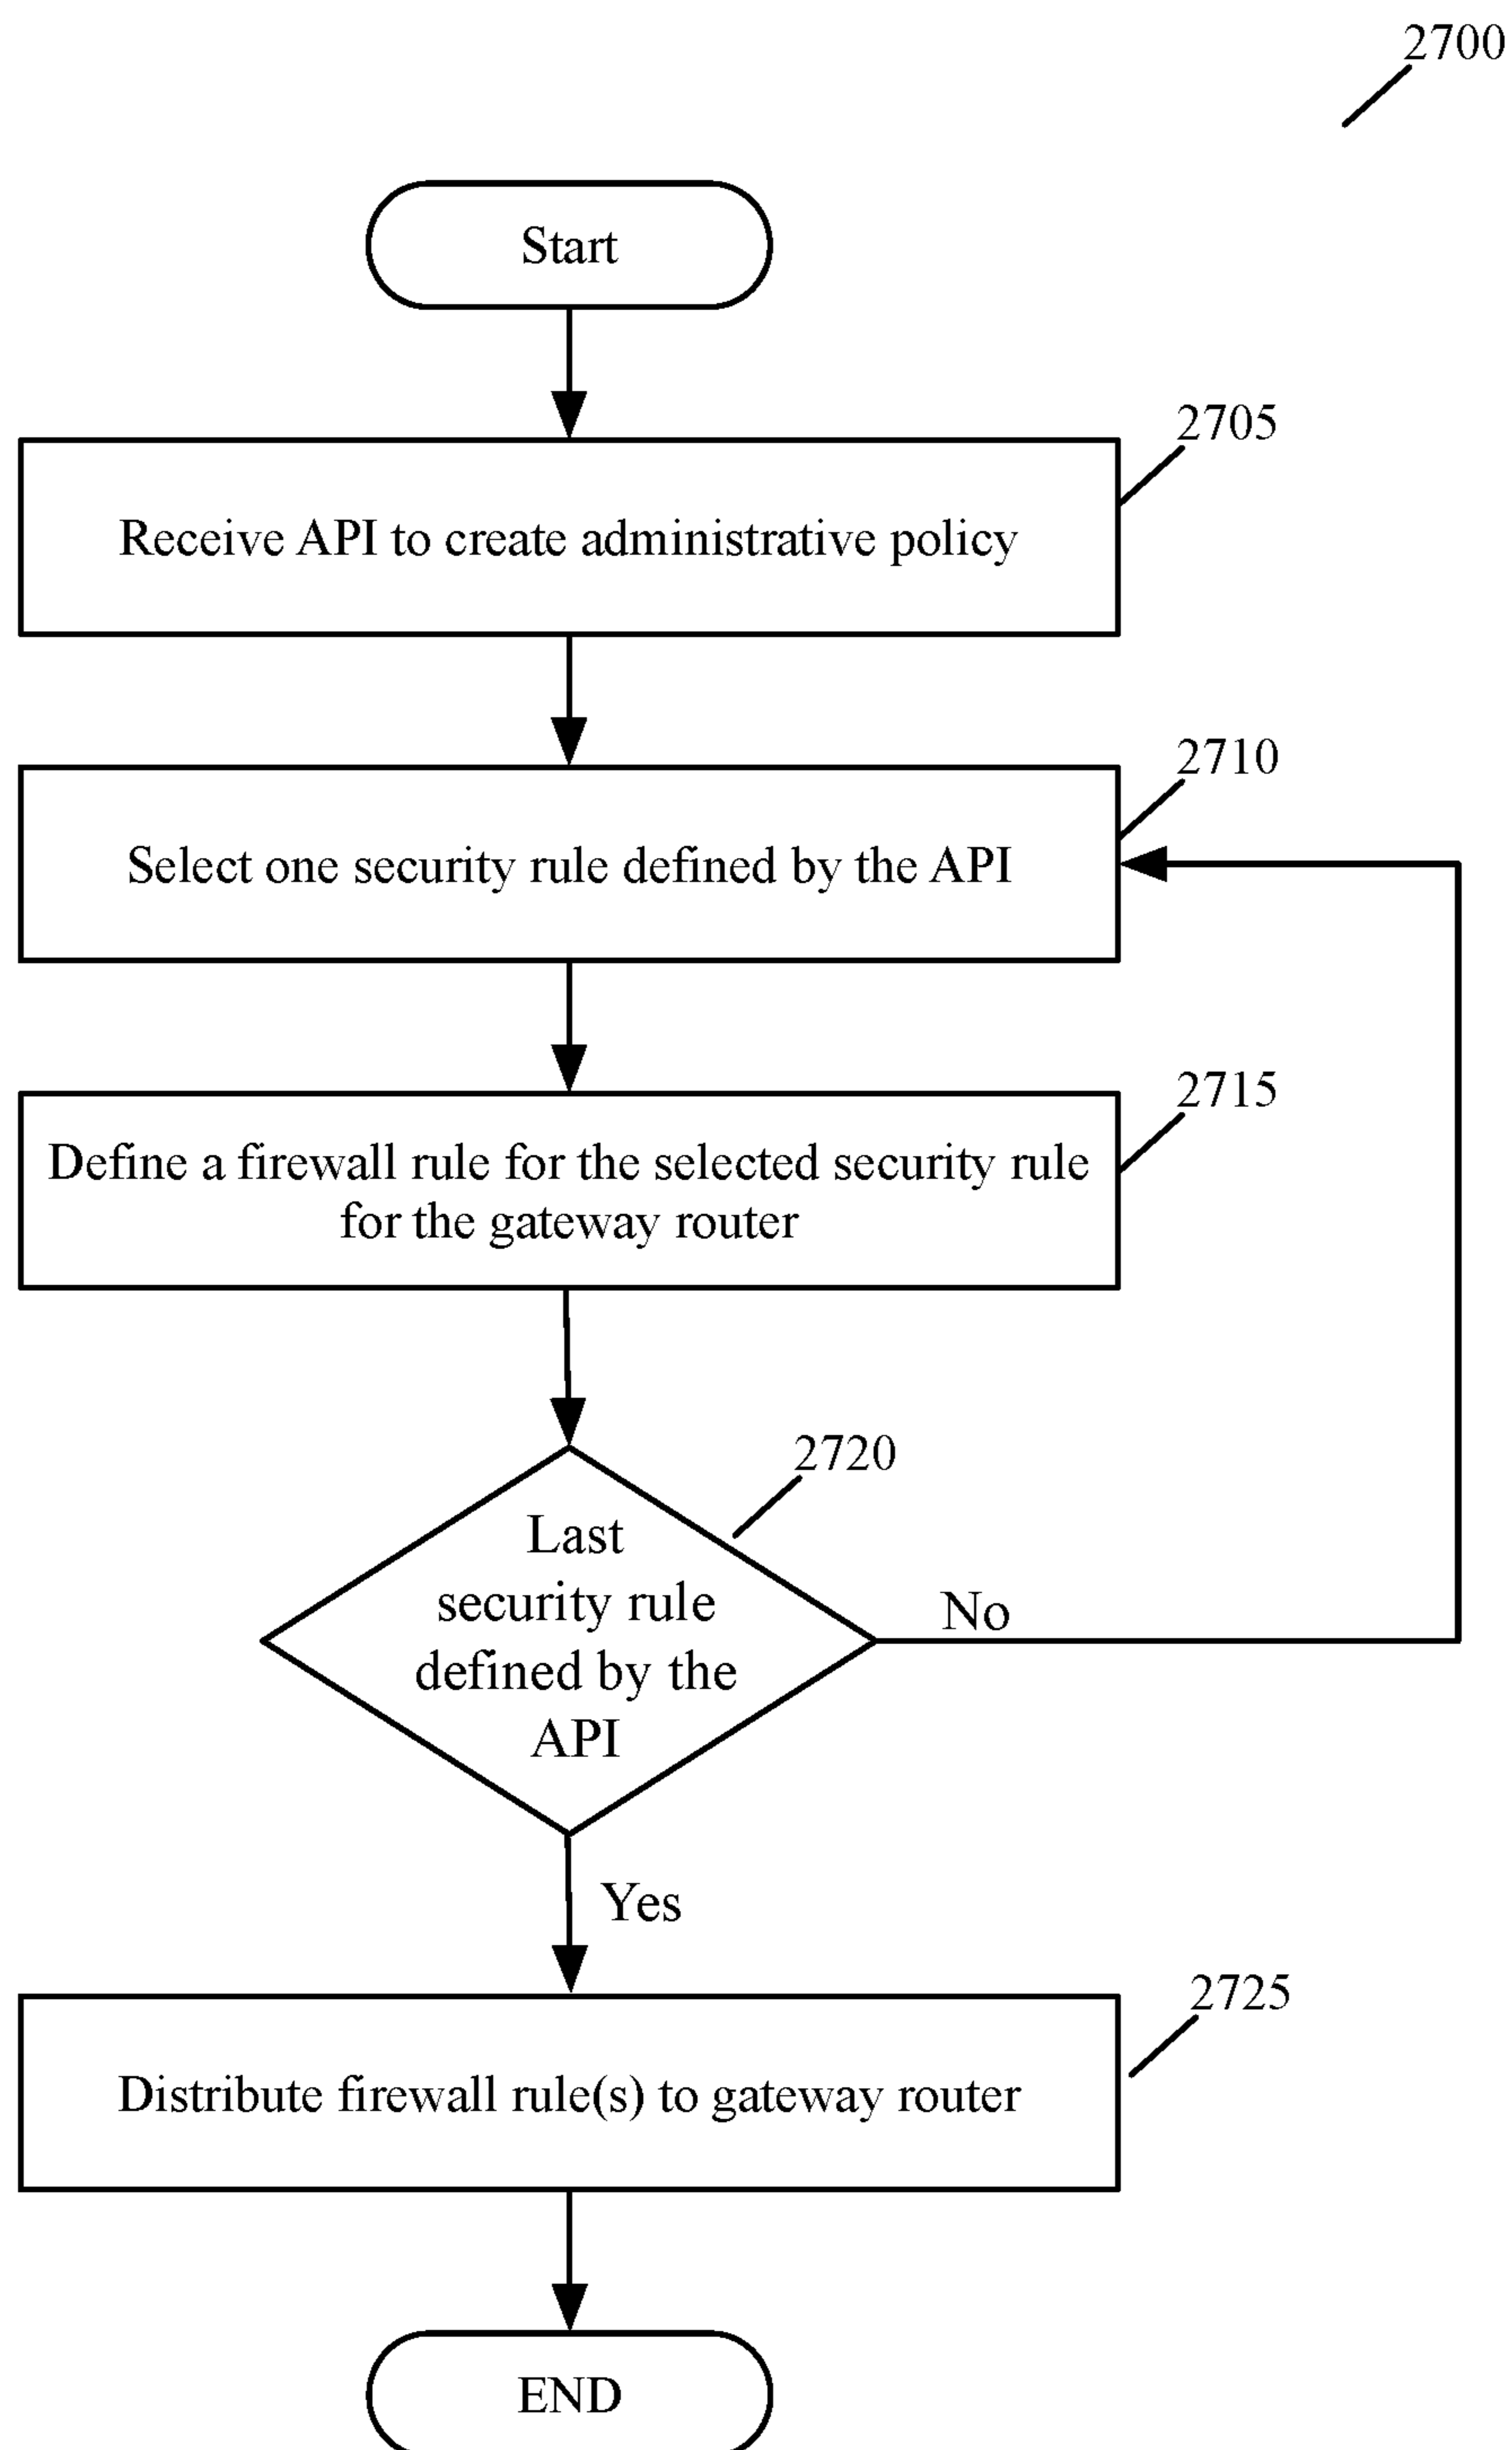 2700
Start
2705
Receive API to create administrative policy
2710
Select one security rule defined by the API
2715
Define a firewall rule for the selected security rule
for the gateway router
2720
Last
security rule
defined by the
API
No
Yes
2725
Distribute firewall rule(s) to gateway router
END